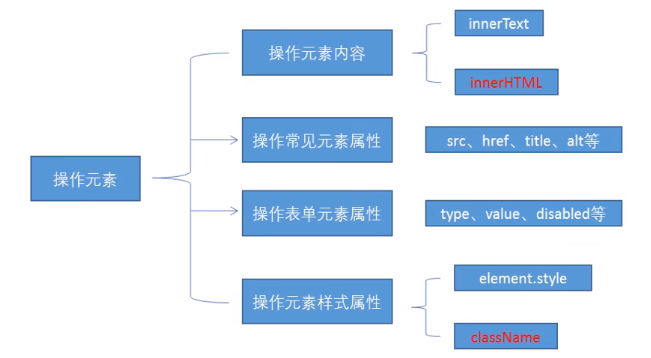 操作元素
操作元素内容
innerText
innerHTML
操作常见元素属性
src、href、title、alt等
操作表单元素属性
type、value、disabled等
操作元素样式属性
element.style
className